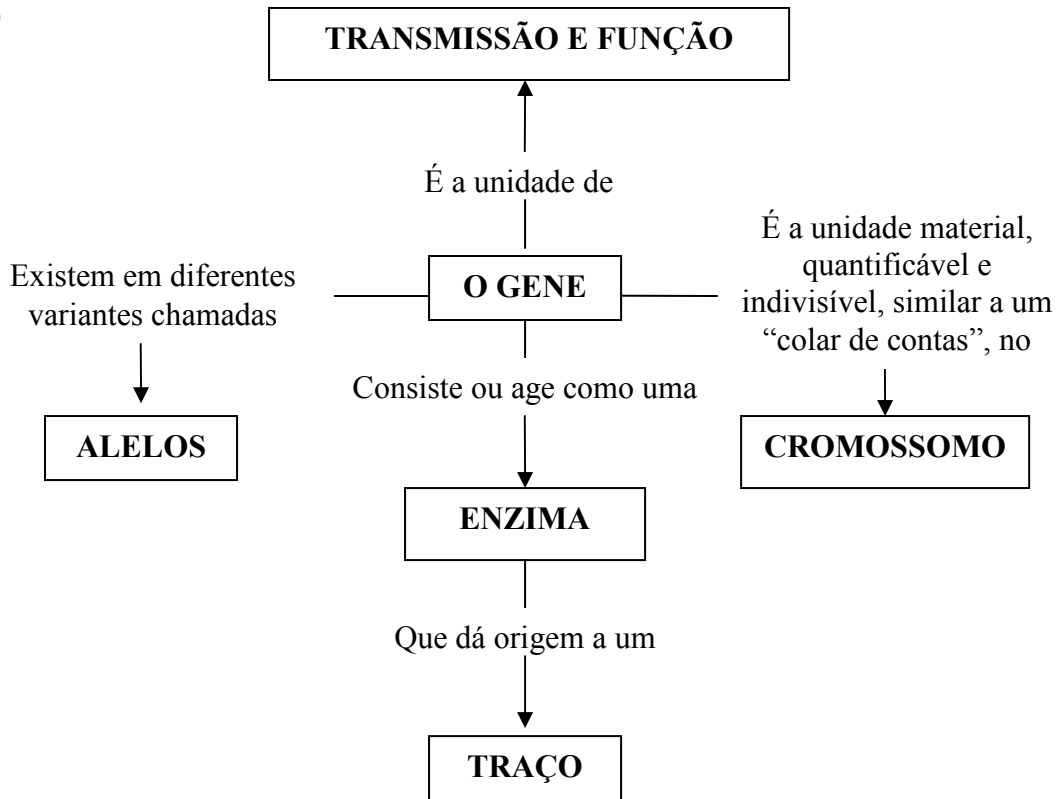 TRANSMISSÃO E FUNÇÃO
É a unidade de
O GENE
Existem em diferentes
variantes chamadas
É a unidade material,
quantificável e
indivisível, similar a um
“colar de contas”, no
Consiste ou age como uma
ALELOS
CROMOSSOMO
ENZIMA
Que dá origem a um
TRAÇO